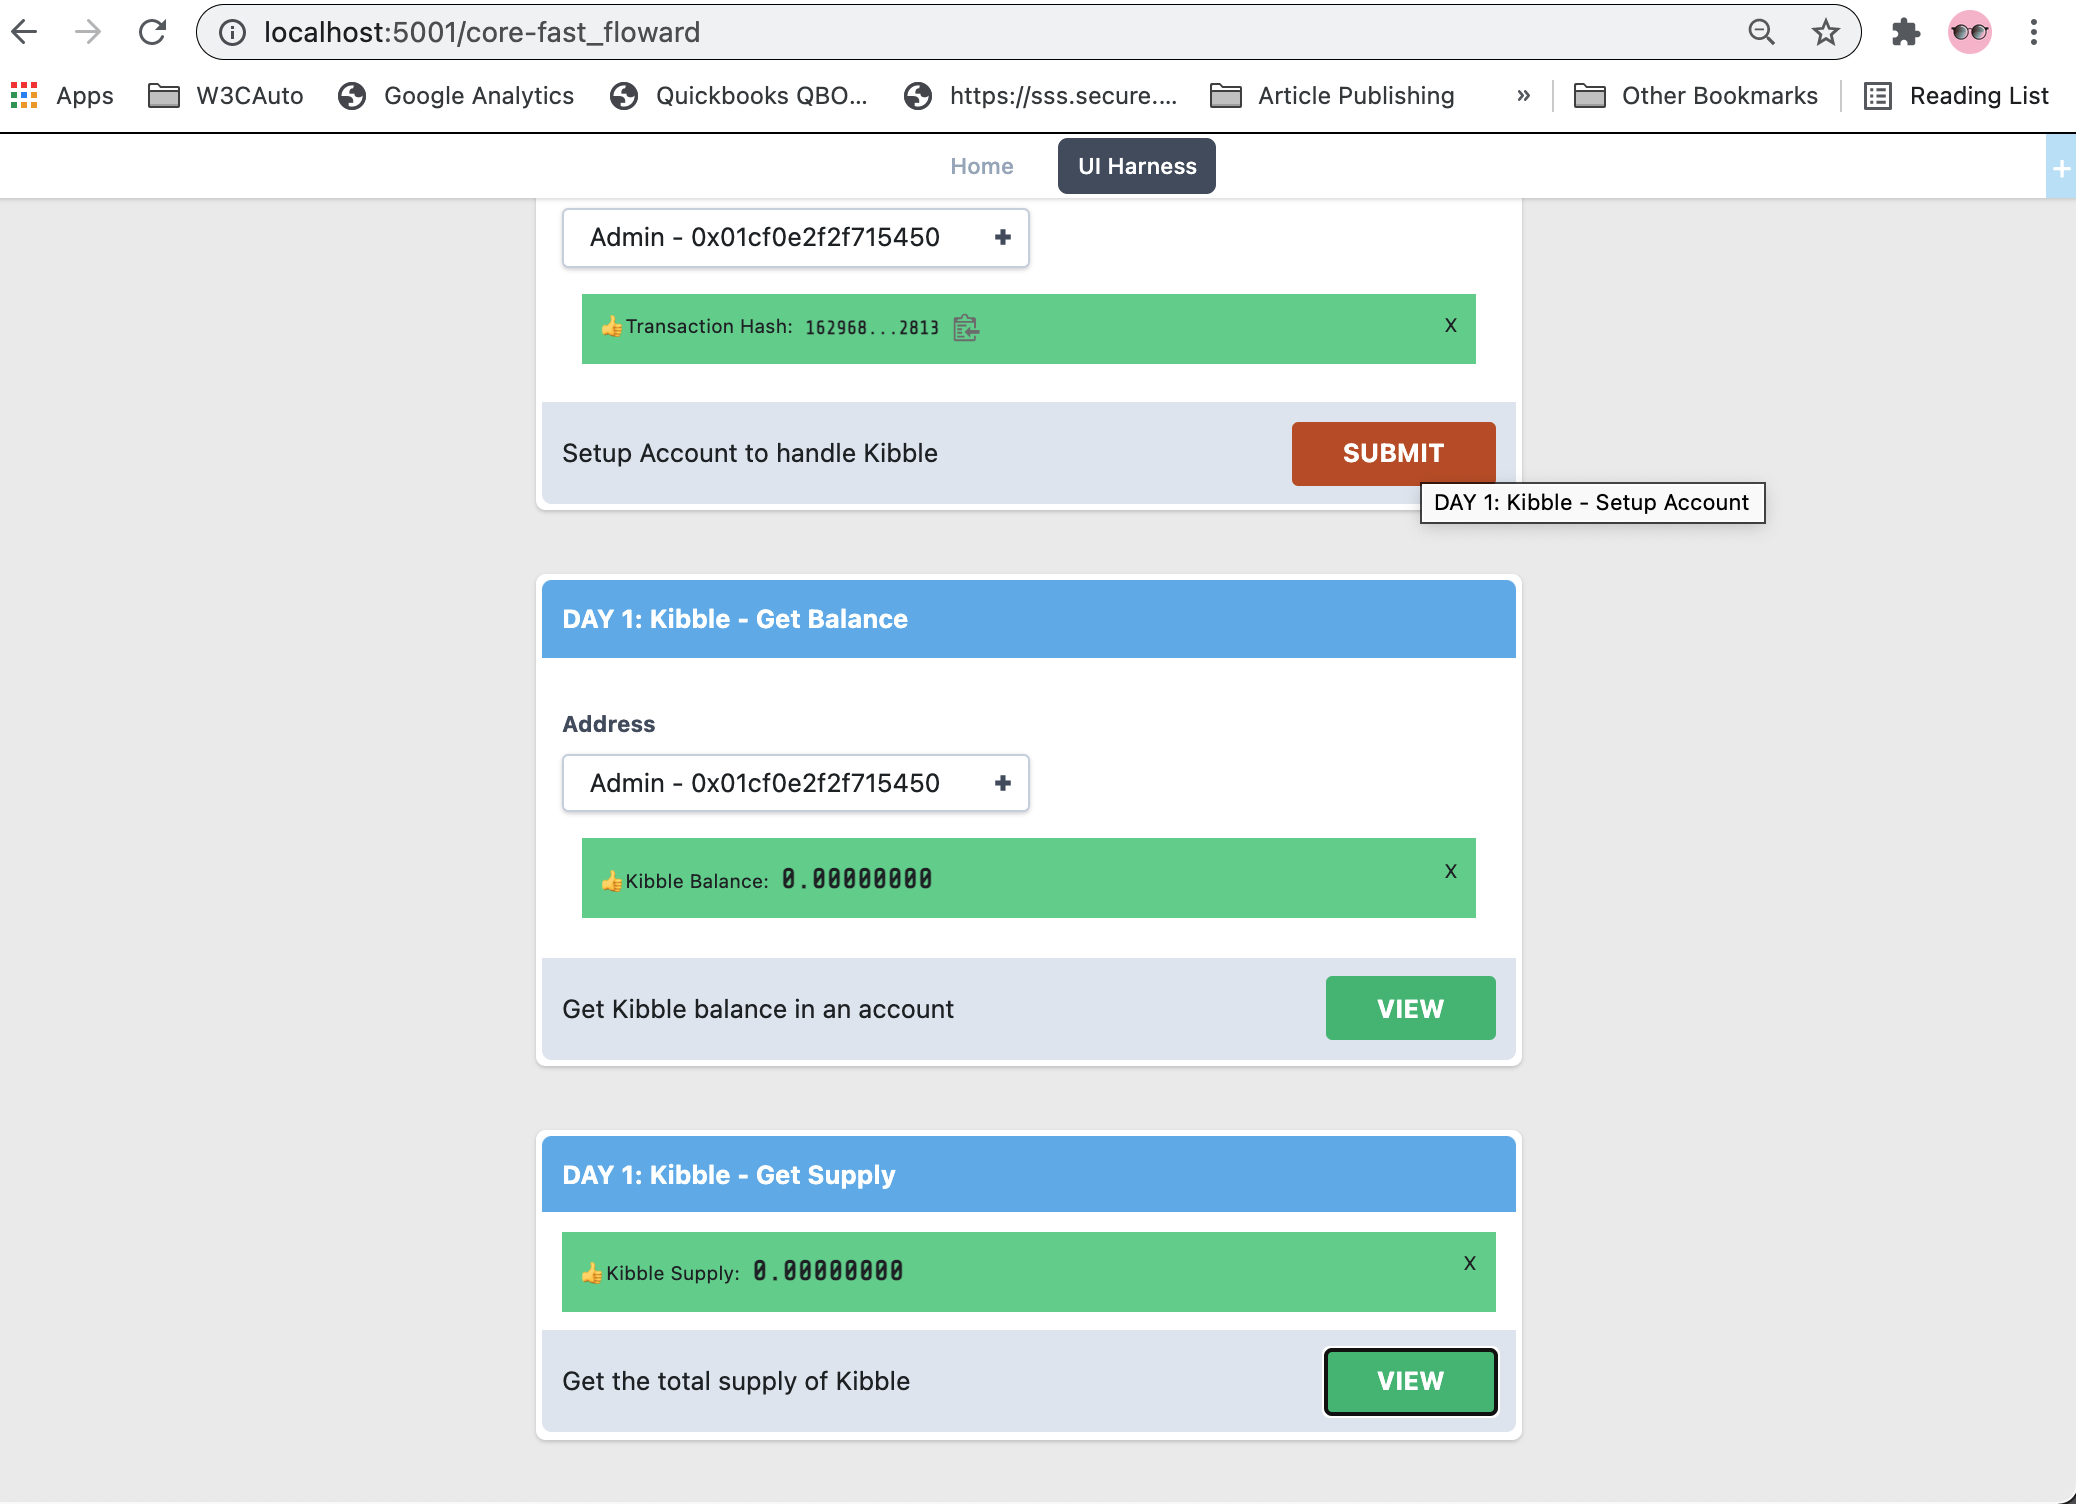 localhost:5001/core-fast_floward
Apps W3CAuto Google Analytics Quickbooks QBO... https://sss.secure.... Article Publishing » Other Bookmarks Reading List
Home UI Harness +
Admin - 0x01cf0e2f2f715450 +
👍Transaction Hash: 162968...2813 X
Setup Account to handle Kibble SUBMIT
DAY 1: Kibble - Setup Account
DAY 1: Kibble - Get Balance
Address
Admin - 0x01cf0e2f2f715450 +
👍Kibble Balance: 0.00000000 X
Get Kibble balance in an account VIEW
DAY 1: Kibble - Get Supply
👍Kibble Supply: 0.00000000 X
Get the total supply of Kibble VIEW